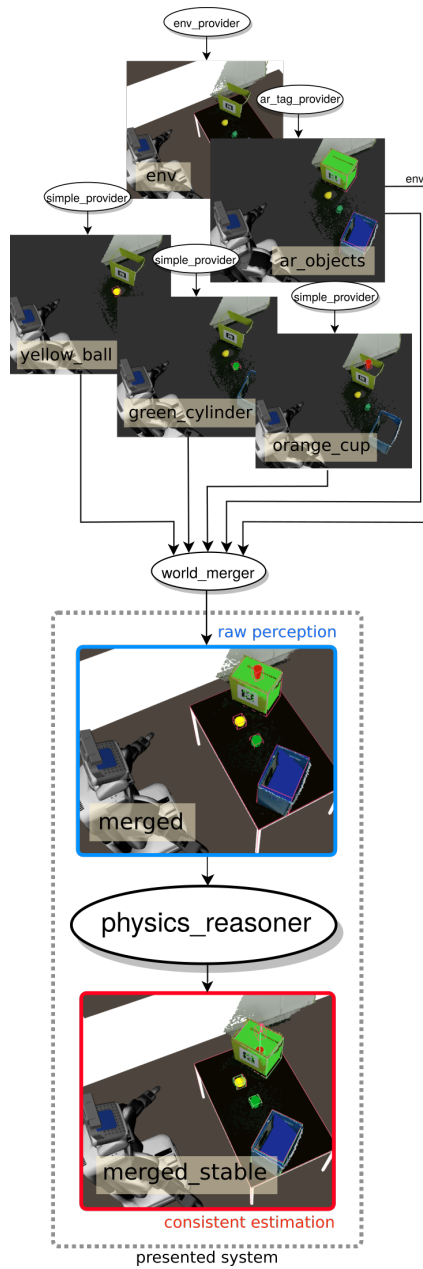 env_provider
ar_tag_provider
env
env
simple_provider
ar_objects
simple_provider
simple_provider
yellow_ball
green_cylinder
orange_cup
world_merger
raw perception
merged
physics_reasoner
merged_stable
consistent estimation
presented system